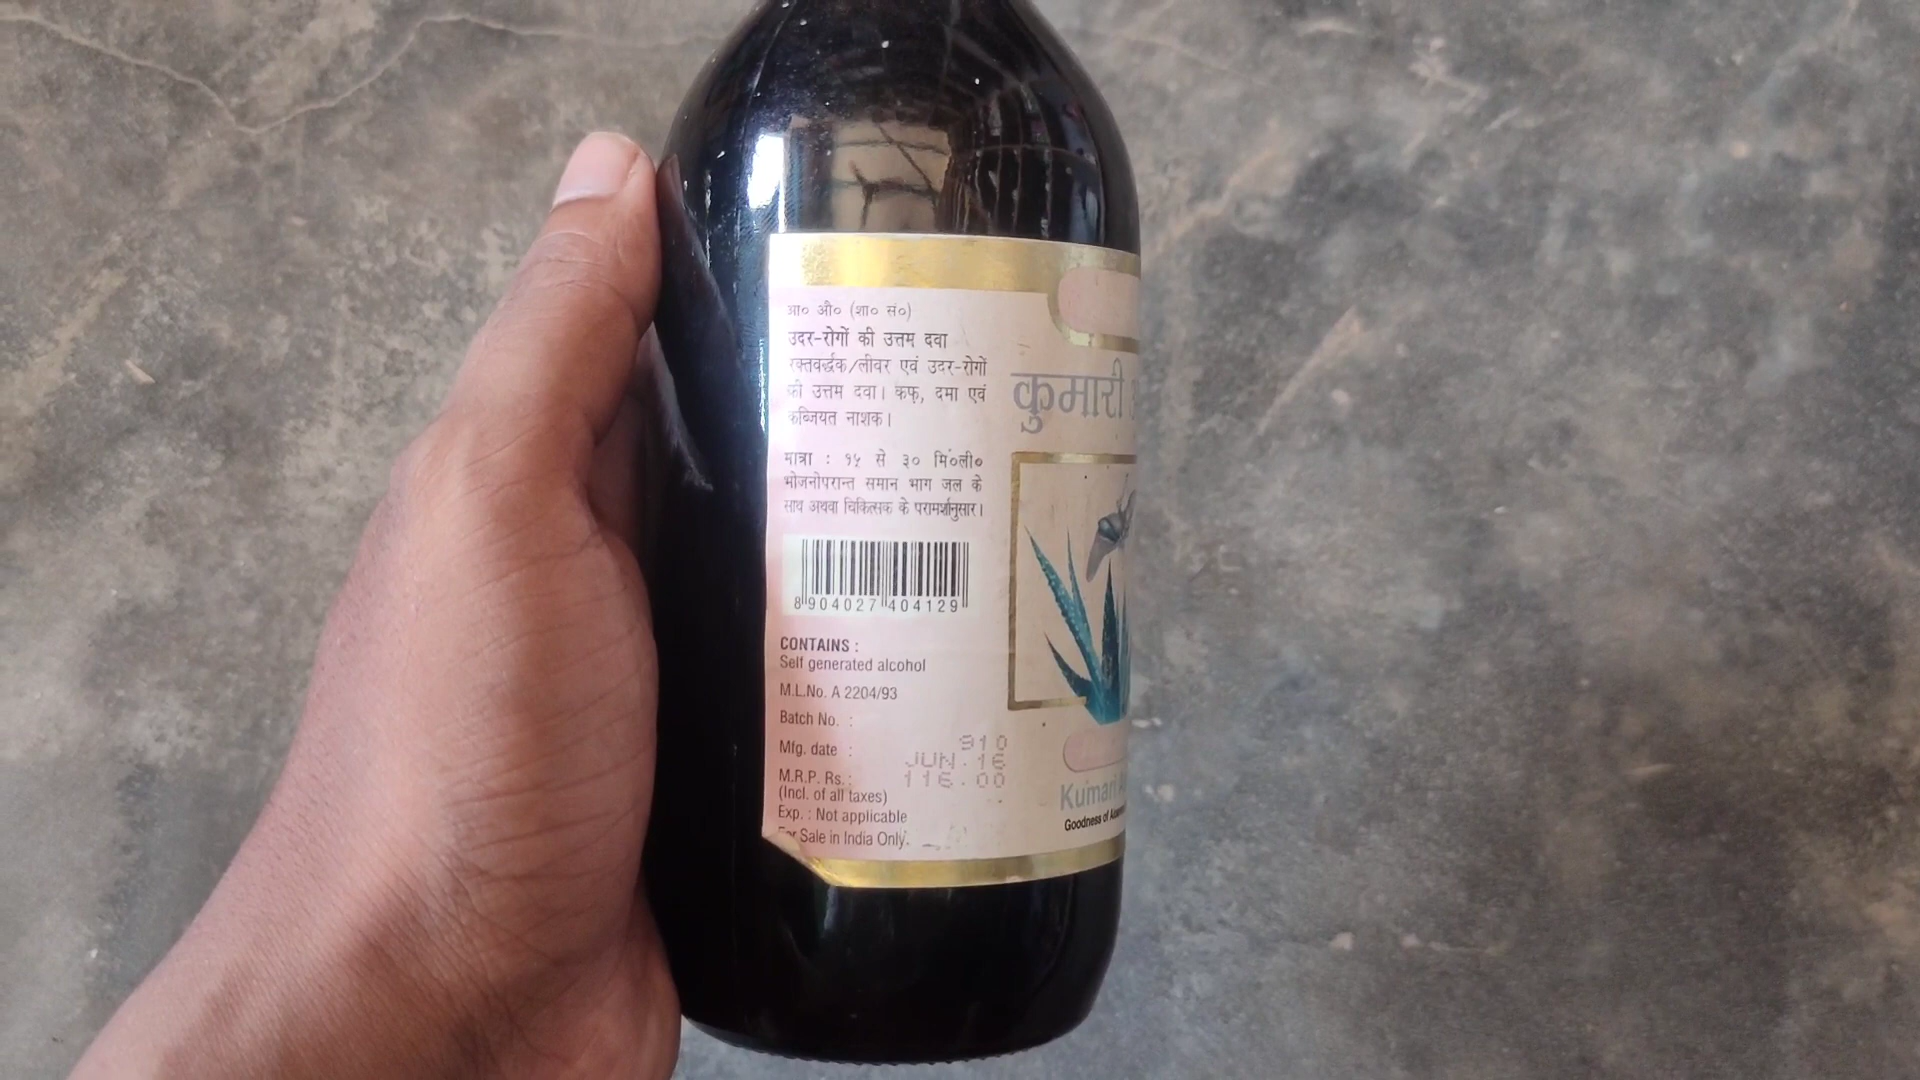 आ० औ० (शा० सं०)
उदर-रोगों की उत्तम दवा
रक्तवर्द्धक/लीवर एवं उदर-रोगों
की उत्तम दवा। कफ, दमा एवं
कब्जियत नाशक।
मात्रा : १५ से ३० मि०ली०
भोजनोपरान्त समान भाग जल के
साथ अथवा चिकित्सक के परामर्शानुसार।
8 904027 404129
CONTAINS :
Self generated alcohol
M.L.No. A 2204/93
Batch No. : 910
Mfg. date : JUN.16
M.R.P. Rs.: 116.00
(Incl. of all taxes)
Exp. : Not applicable
For Sale in India Only.
कुमारी
Kumari
Goodness of